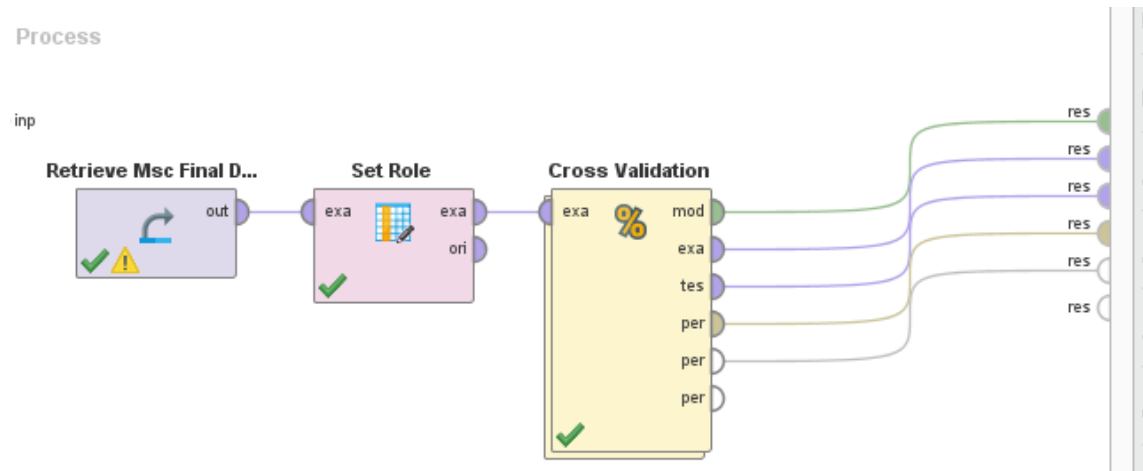 Process
inp
Retrieve Msc Final D...
out
Set Role
exa
exa
ori
Cross Validation
exa
%
mod
exa
tes
per
per
per
res
res
res
res
res
res